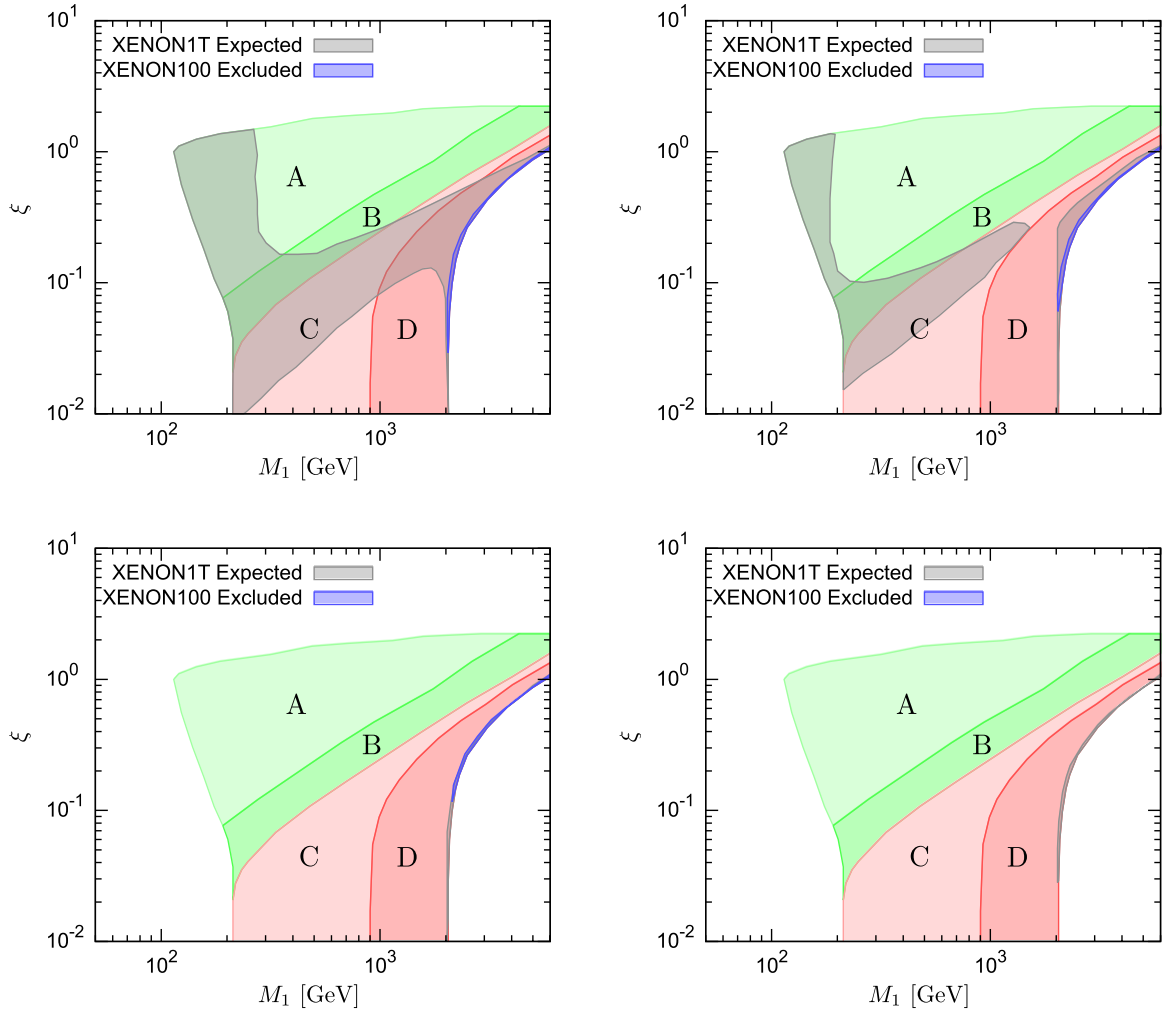 XENON1T Expected
XENON100 Excluded
10^1
10^0
10^-1
10^-2
ξ
A
B
C
D
10^2
10^3
M_1 [GeV]
XENON1T Expected
XENON100 Excluded
10^1
10^0
10^-1
10^-2
ξ
A
B
C
D
10^2
10^3
M_1 [GeV]
XENON1T Expected
XENON100 Excluded
10^1
10^0
10^-1
10^-2
ξ
A
B
C
D
10^2
10^3
M_1 [GeV]
XENON1T Expected
XENON100 Excluded
10^1
10^0
10^-1
10^-2
ξ
A
B
C
D
10^2
10^3
M_1 [GeV]